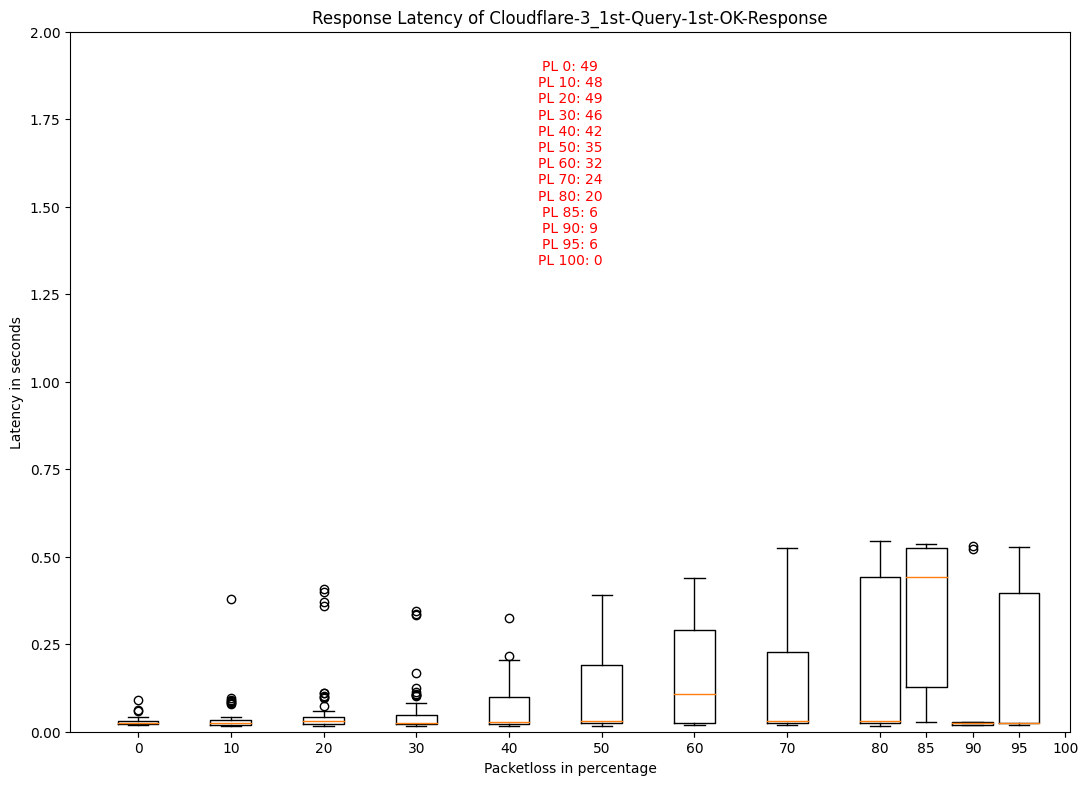 Response Latency of Cloudflare-3_1st-Query-1st-OK-Response
2.00
1.75
1.50
1.25
1.00
0.75
0.50
0.25
0.00
Latency in seconds
PL 0: 49
PL 10: 48
PL 20: 49
PL 30: 46
PL 40: 42
PL 50: 35
PL 60: 32
PL 70: 24
PL 80: 20
PL 85: 6
PL 90: 9
PL 95: 6
PL 100: 0
0 10 20 30 40 50 60 70 80 85 90 95 100
Packetloss in percentage